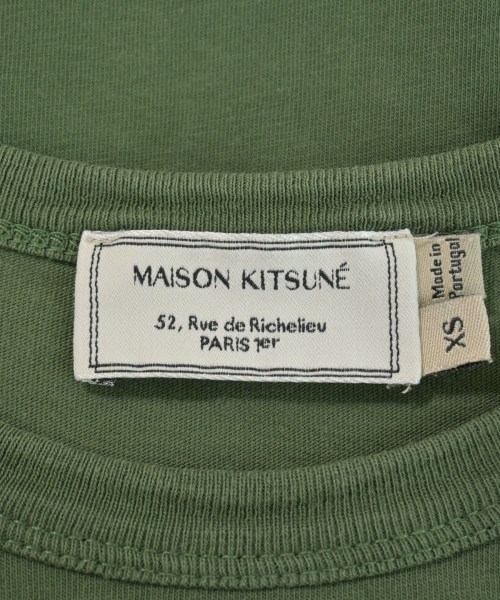 MAISON KITSUNÉ
52, Rue de Richelieu
PARIS 1er
Made in
Portugal
XS